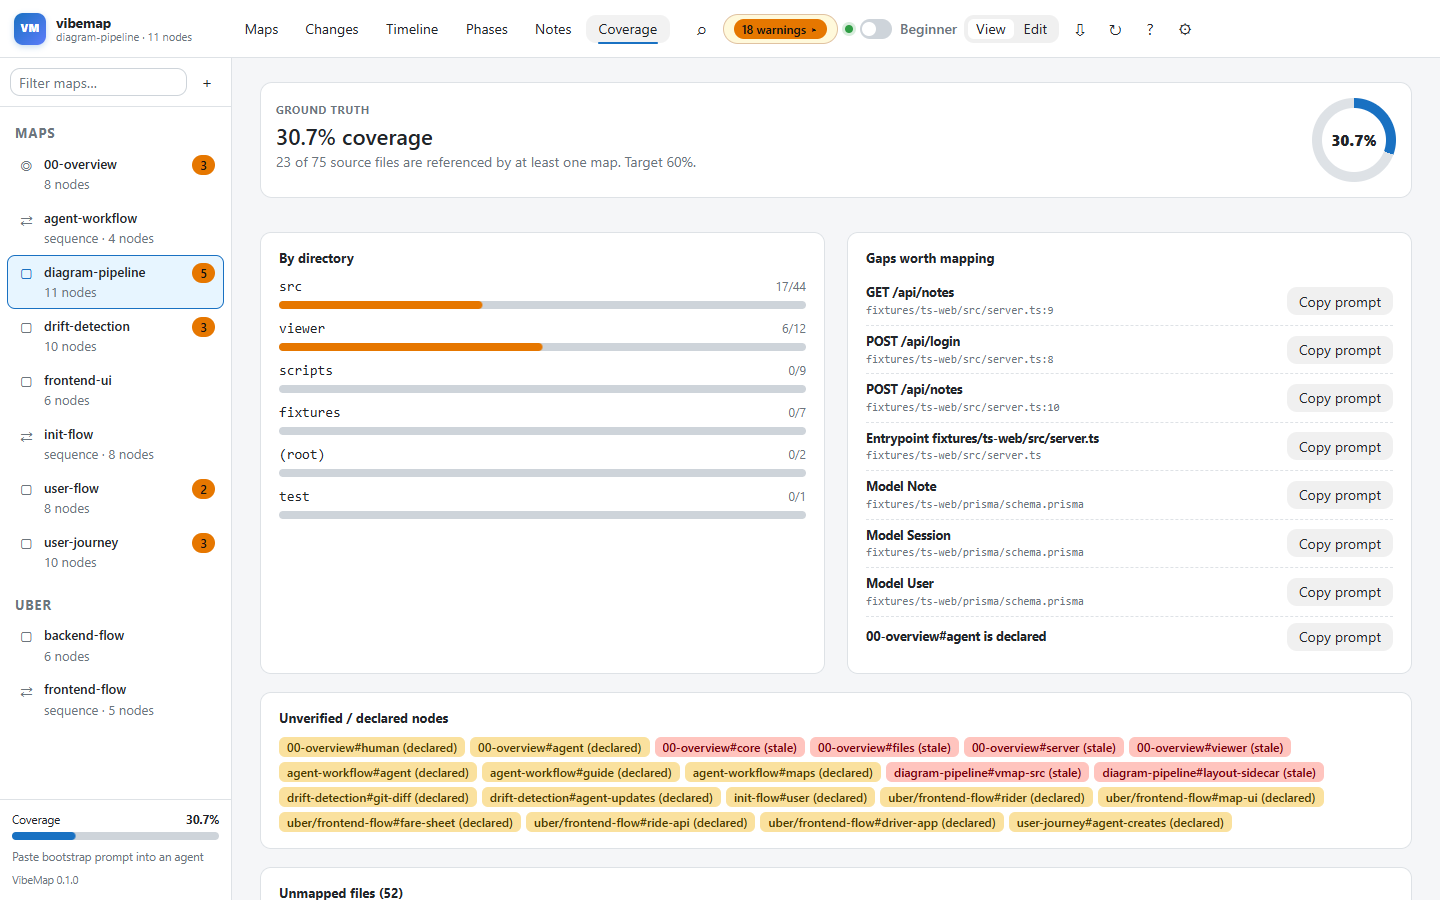 VM
vibemap
diagram-pipeline · 11 nodes
Maps
Changes
Timeline
Phases
Notes
Coverage
18 warnings
Beginner
View
Edit
?
Filter maps...
+
MAPS
00-overview
3
8 nodes
agent-workflow
sequence · 4 nodes
diagram-pipeline
5
11 nodes
drift-detection
3
10 nodes
frontend-ui
6 nodes
init-flow
sequence · 8 nodes
user-flow
2
8 nodes
user-journey
3
10 nodes
UBER
backend-flow
6 nodes
frontend-flow
sequence · 5 nodes
Coverage
30.7%
Paste bootstrap prompt into an agent
VibeMap 0.1.0
GROUND TRUTH
30.7% coverage
23 of 75 source files are referenced by at least one map. Target 60%.
30.7%
By directory
src 17/44
viewer 6/12
scripts 0/9
fixtures 0/7
(root) 0/2
test 0/1
Gaps worth mapping
GET /api/notes
fixtures/ts-web/src/server.ts:9
Copy prompt
POST /api/login
fixtures/ts-web/src/server.ts:8
Copy prompt
POST /api/notes
fixtures/ts-web/src/server.ts:10
Copy prompt
Entrypoint fixtures/ts-web/src/server.ts
fixtures/ts-web/src/server.ts
Copy prompt
Model Note
fixtures/ts-web/prisma/schema.prisma
Copy prompt
Model Session
fixtures/ts-web/prisma/schema.prisma
Copy prompt
Model User
fixtures/ts-web/prisma/schema.prisma
Copy prompt
00-overview#agent is declared
Copy prompt
Unverified / declared nodes
00-overview#human (declared) 00-overview#agent (declared) 00-overview#core (stale) 00-overview#files (stale) 00-overview#server (stale) 00-overview#viewer (stale)
agent-workflow#agent (declared) agent-workflow#guide (declared) agent-workflow#maps (declared) diagram-pipeline#vmap-src (stale) diagram-pipeline#layout-sidecar (stale)
drift-detection#git-diff (declared) drift-detection#agent-updates (declared) init-flow#user (declared) uber/frontend-flow#rider (declared) uber/frontend-flow#map-ui (declared)
uber/frontend-flow#fare-sheet (declared) uber/frontend-flow#ride-api (declared) uber/frontend-flow#driver-app (declared) user-journey#agent-creates (declared)
Unmapped files (52)